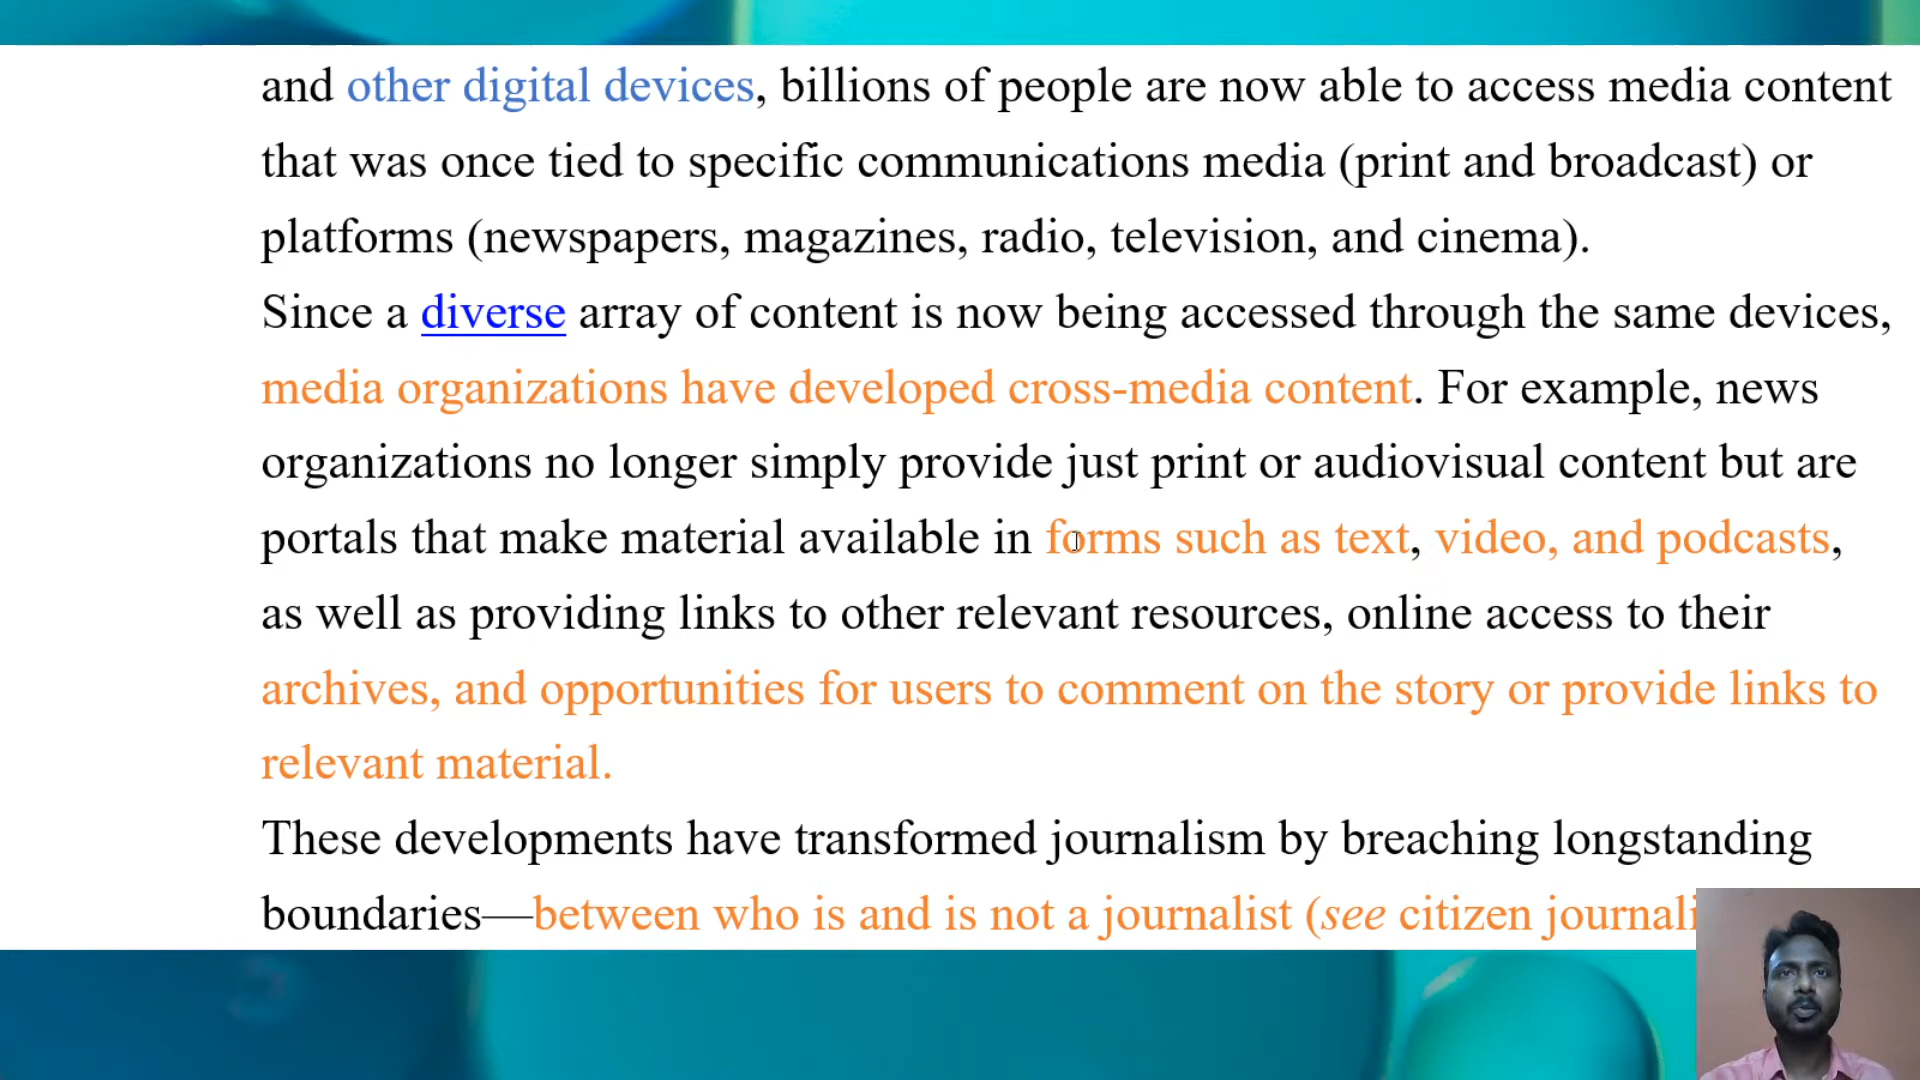 and other digital devices, billions of people are now able to access media content
that was once tied to specific communications media (print and broadcast) or
platforms (newspapers, magazines, radio, television, and cinema).
Since a diverse array of content is now being accessed through the same devices,
media organizations have developed cross-media content. For example, news
organizations no longer simply provide just print or audiovisual content but are
portals that make material available in forms such as text, video, and podcasts,
as well as providing links to other relevant resources, online access to their
archives, and opportunities for users to comment on the story or provide links to
relevant material.
These developments have transformed journalism by breaching longstanding
boundaries—between who is and is not a journalist (see citizen